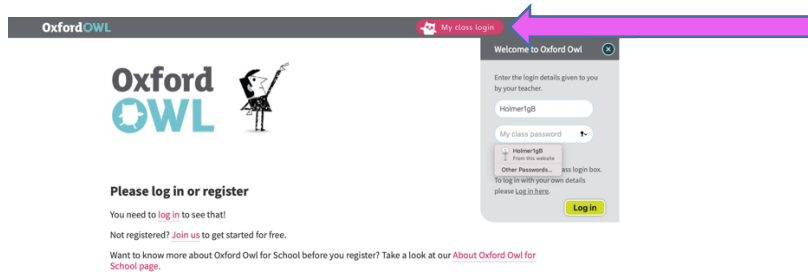 OxfordOWL
My class login
Welcome to Oxford Owl
Enter the login details given to you
by your teacher.
Holmer1gB
My class password
Holmer1gB
From this website
Other Passwords...
ass login box.
To log in with your own details
please Log in here.
Log in
Oxford
OWL
Please log in or register
You need to log in to see that!
Not registered? Join us to get started for free.
Want to know more about Oxford Owl for School before you register? Take a look at our About Oxford Owl for
School page.